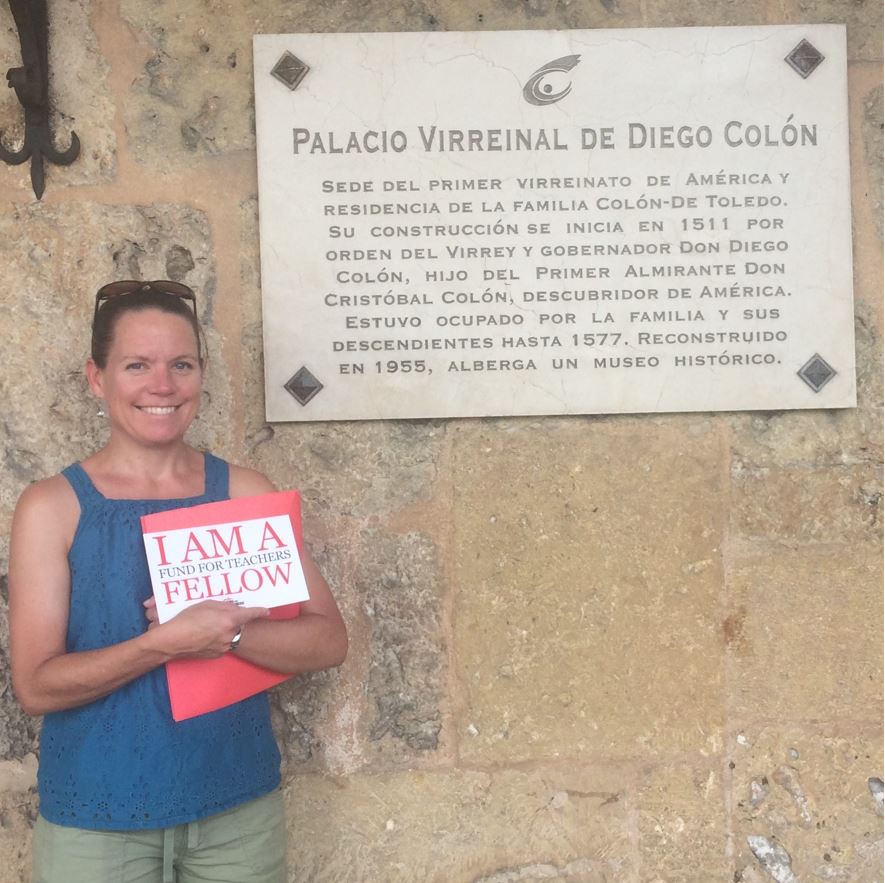 PALACIO VIRREINAL DE DIEGO COLÓN
SEDE DEL PRIMER VIRREINATO DE AMÉRICA Y
RESIDENCIA DE LA FAMILIA COLÓN-DE TOLEDO.
SU CONSTRUCCIÓN SE INICIA EN 1511 POR
ORDEN DEL VIRREY Y GOBERNADOR DON DIEGO
COLÓN, HIJO DEL PRIMER ALMIRANTE DON
CRISTÓBAL COLÓN, DESCUBRIDOR DE AMÉRICA.
ESTUVO OCUPADO POR LA FAMILIA Y SUS
DESCENDIENTES HASTA 1577. RECONSTRUIDO
EN 1955, ALBERGA UN MUSEO HISTÓRICO.
I AM A
FUND FOR TEACHERS
FELLOW